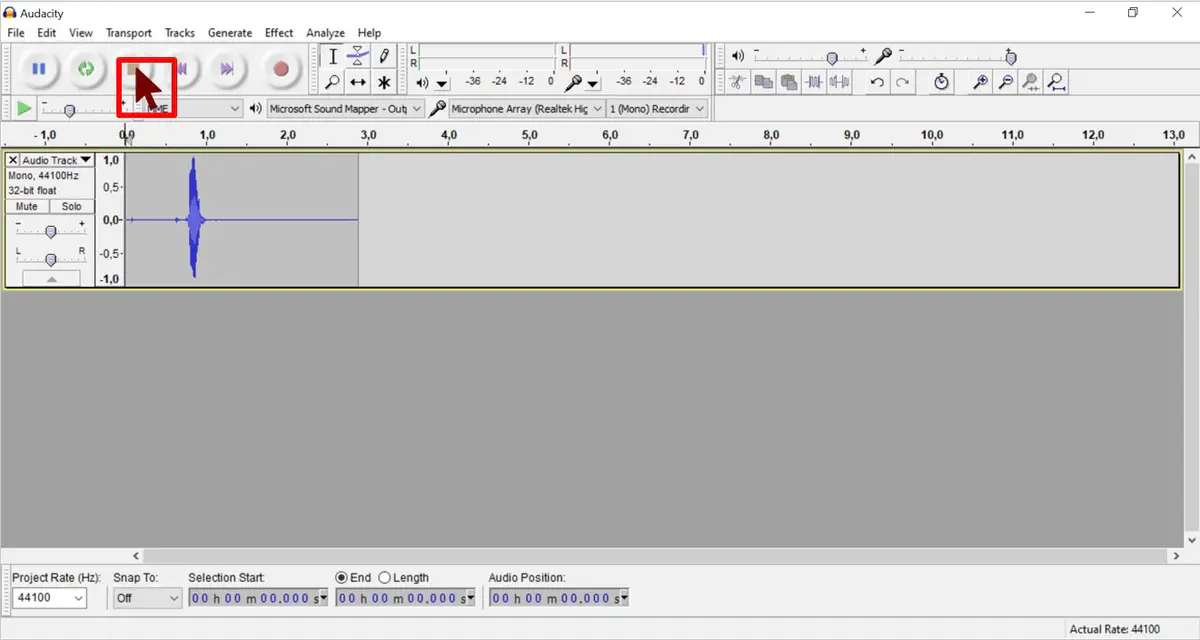 Audacity
File Edit View Transport Tracks Generate Effect Analyze Help
L
R
-36 -24 -12 0
L
R
-36 -24 -12 0
MME
Microsoft Sound Mapper - Outp
Microphone Array (Realtek Hig
1 (Mono) Recordir
-1,0 0,0 1,0 2,0 3,0 4,0 5,0 6,0 7,0 8,0 9,0 10,0 11,0 12,0 13,0
Audio Track
Mono, 44100Hz
32-bit float
Mute Solo
- +
L R
1,0
0,5-
0,0-
-0,5-
-1,0
Project Rate (Hz): Snap To: Selection Start: End Length Audio Position:
44100 Off 00 h 00 m 00.000 s 00 h 00 m 00.000 s 00 h 00 m 00.000 s
Actual Rate: 44100